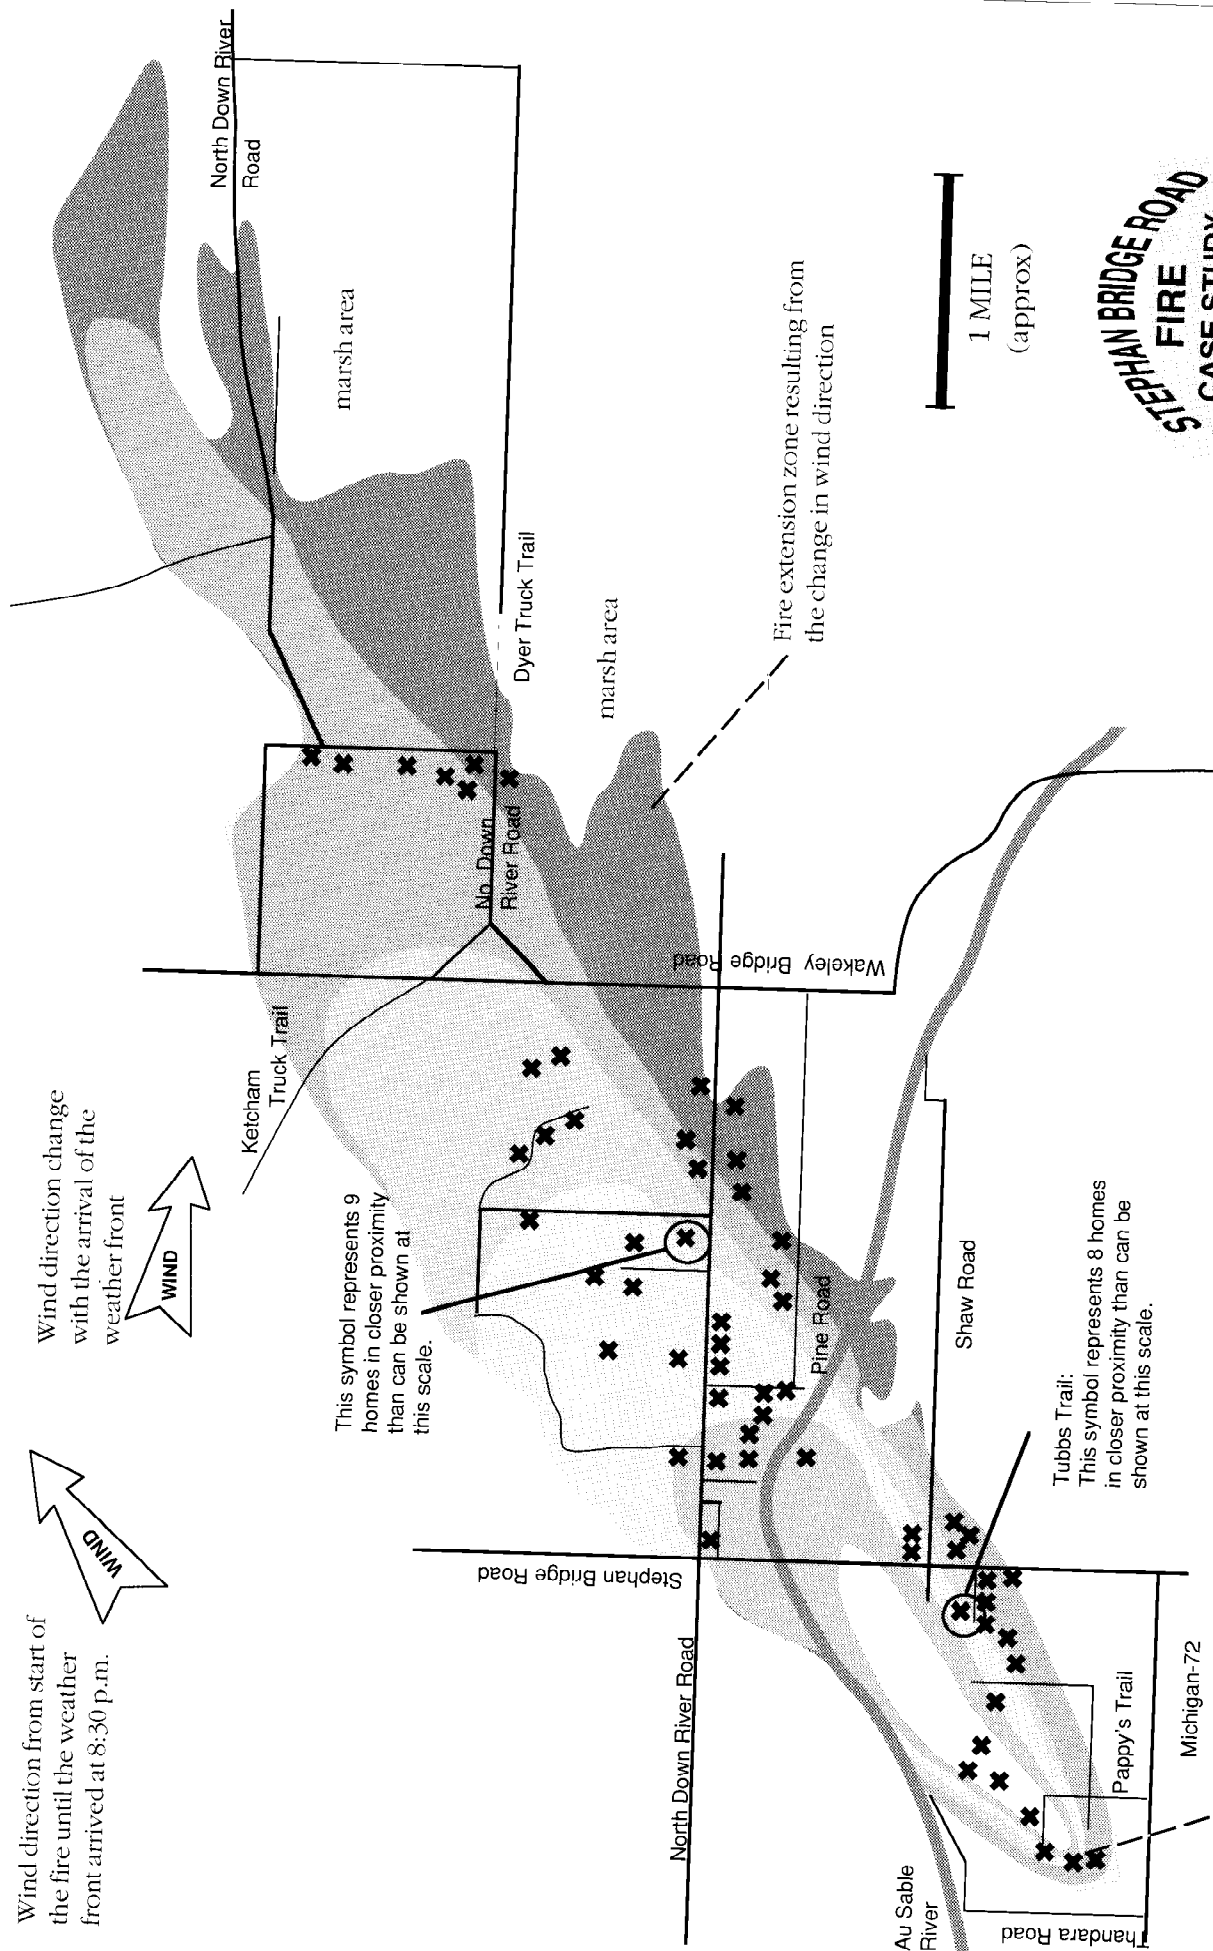 Wind direction from start of
the fire until the weather
front arrived at 8:30 p.m.
WIND
Wind direction change
with the arrival of the
weather front
WIND
North Down River
Road
marsh area
Ketcham
Truck Trail
This symbol represents 9
homes in closer proximity
than can be shown at
this scale.
No. Down
River Road
Dyer Truck Trail
marsh area
Fire extension zone resulting from
the change in wind direction
Stephan Bridge Road
Wakeley Bridge Road
North Down River Road
Pine Road
Au Sable
River
Shaw Road
Tubbs Trail:
This symbol represents 8 homes
in closer proximity than can be
shown at this scale.
Thandara Road
Pappy's Trail
Michigan-72
1 MILE
(approx)
STEPHAN BRIDGE ROAD
FIRE
CASE STUDY